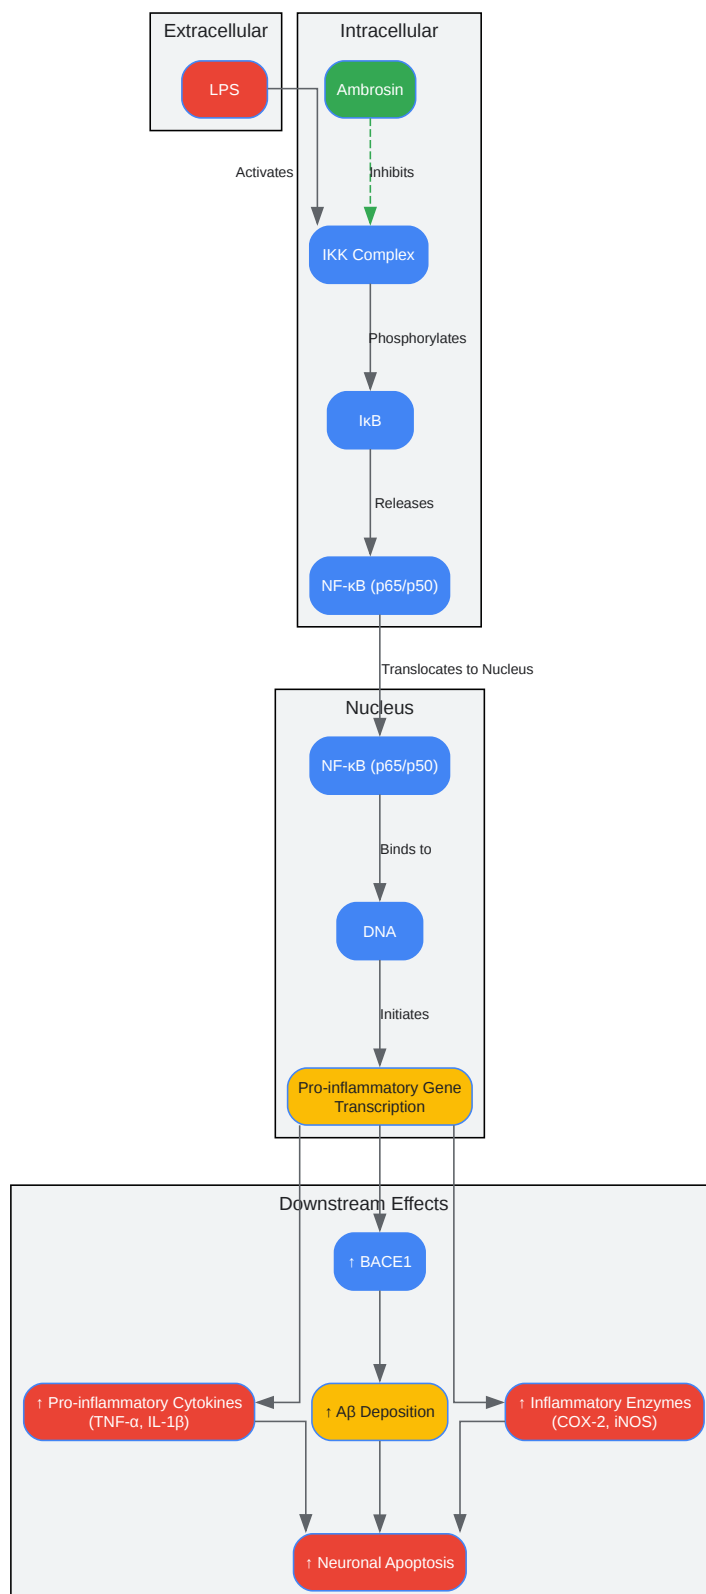 Extracellular
Intracellular
LPS
Ambrosin
Activates
Inhibits
IKK Complex
Phosphorylates
IκB
Releases
NF-κB (p65/p50)
Translocates to Nucleus
Nucleus
NF-κB (p65/p50)
Binds to
DNA
Initiates
Pro-inflammatory Gene
Transcription
Downstream Effects
↑ BACE1
↑ Pro-inflammatory Cytokines
(TNF-α, IL-1β)
↑ Aβ Deposition
↑ Inflammatory Enzymes
(COX-2, iNOS)
↑ Neuronal Apoptosis